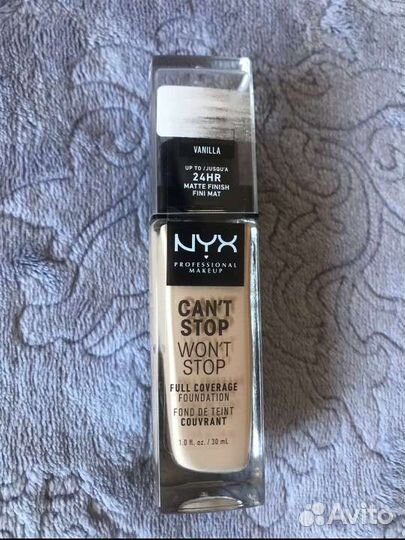 VANILLA
UP TO / JUSQU'A
24HR
MATTE FINISH
FINI MAT
NYX
PROFESSIONAL
MAKEUP
CAN'T
STOP
WON'T
STOP
FULL COVERAGE
FOUNDATION
FOND DE TEINT
COUVRANT
1.0 fl. oz. / 30 mL
Avito